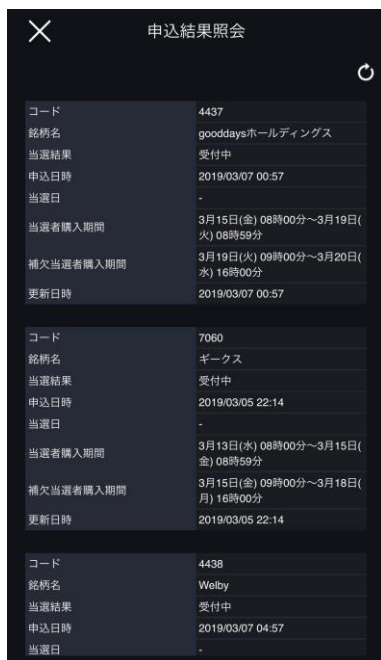 申込結果照会
コード 4437
銘柄名 gooddaysホールディングス
当選結果 受付中
申込日時 2019/03/07 00:57
当選日 -
当選者購入期間 3月15日(金) 08時00分～3月19日(
火) 08時59分
補欠当選者購入期間 3月19日(火) 09時00分～3月20日(
水) 16時00分
更新日時 2019/03/07 00:57
コード 7060
銘柄名 ギークス
当選結果 受付中
申込日時 2019/03/05 22:14
当選日 -
当選者購入期間 3月13日(水) 08時00分～3月15日(
金) 08時59分
補欠当選者購入期間 3月15日(金) 09時00分～3月18日(
月) 16時00分
更新日時 2019/03/05 22:14
コード 4438
銘柄名 Welby
当選結果 受付中
申込日時 2019/03/07 04:57
当選日 -